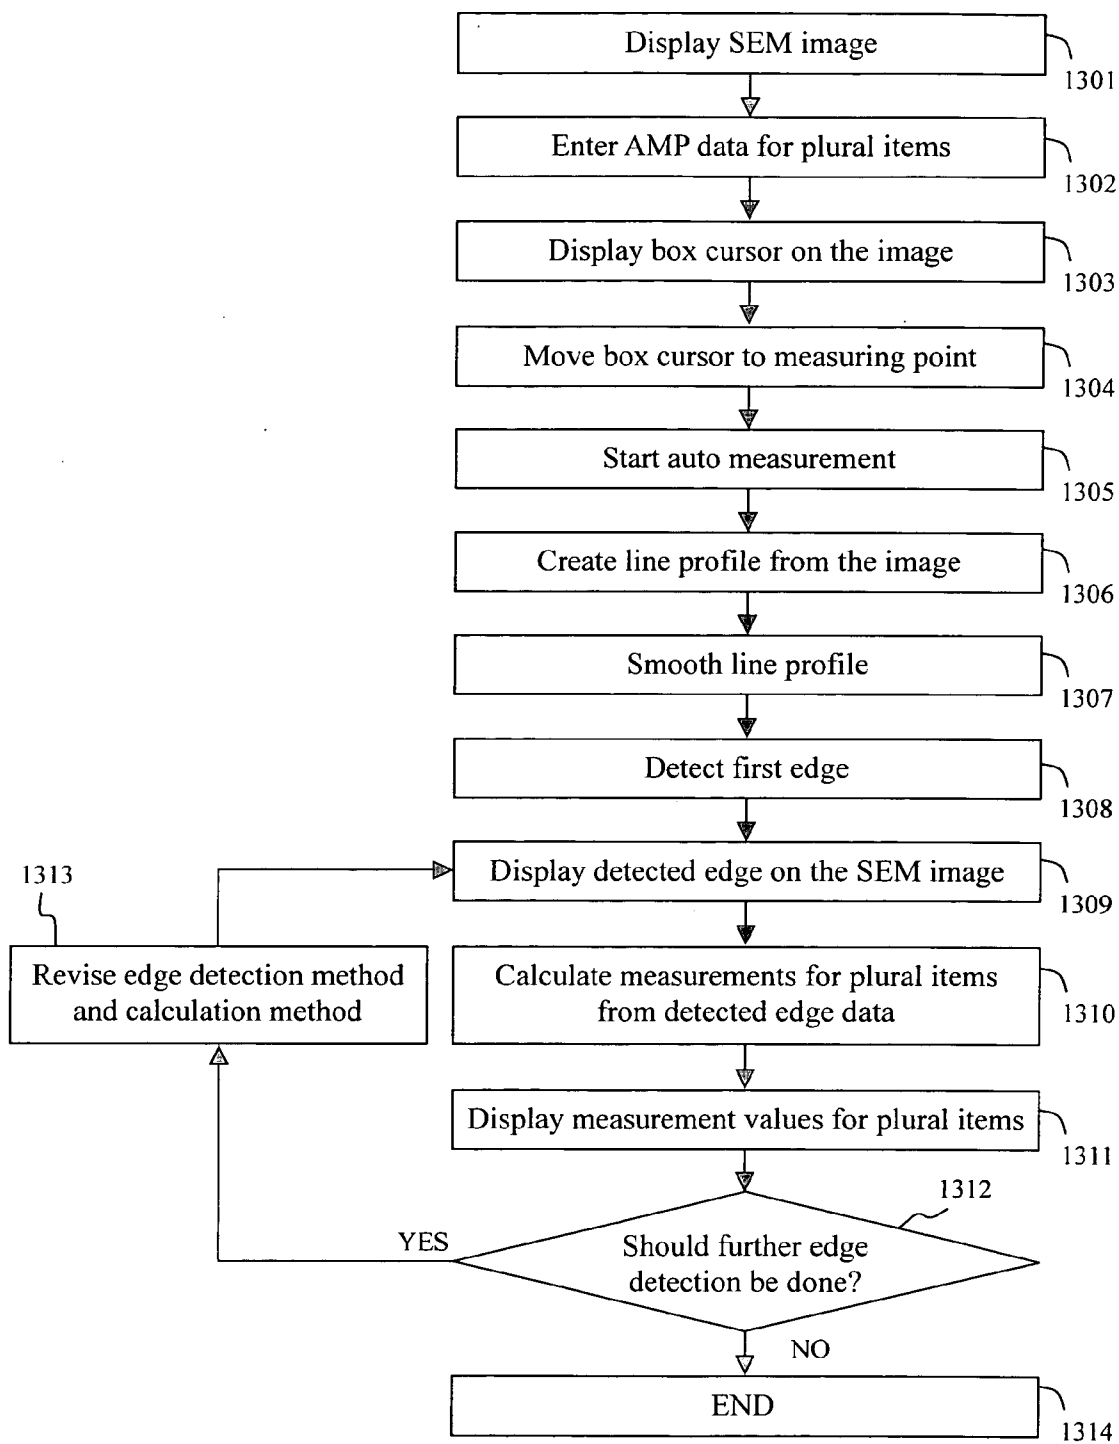 Display SEM image
1301
Enter AMP data for plural items
1302
Display box cursor on the image
1303
Move box cursor to measuring point
1304
Start auto measurement
1305
Create line profile from the image
1306
Smooth line profile
1307
Detect first edge
1308
Display detected edge on the SEM image
1309
1313
Revise edge detection method
and calculation method
Calculate measurements for plural items
from detected edge data
1310
Display measurement values for plural items
1311
1312
YES
Should further edge
detection be done?
NO
END
1314